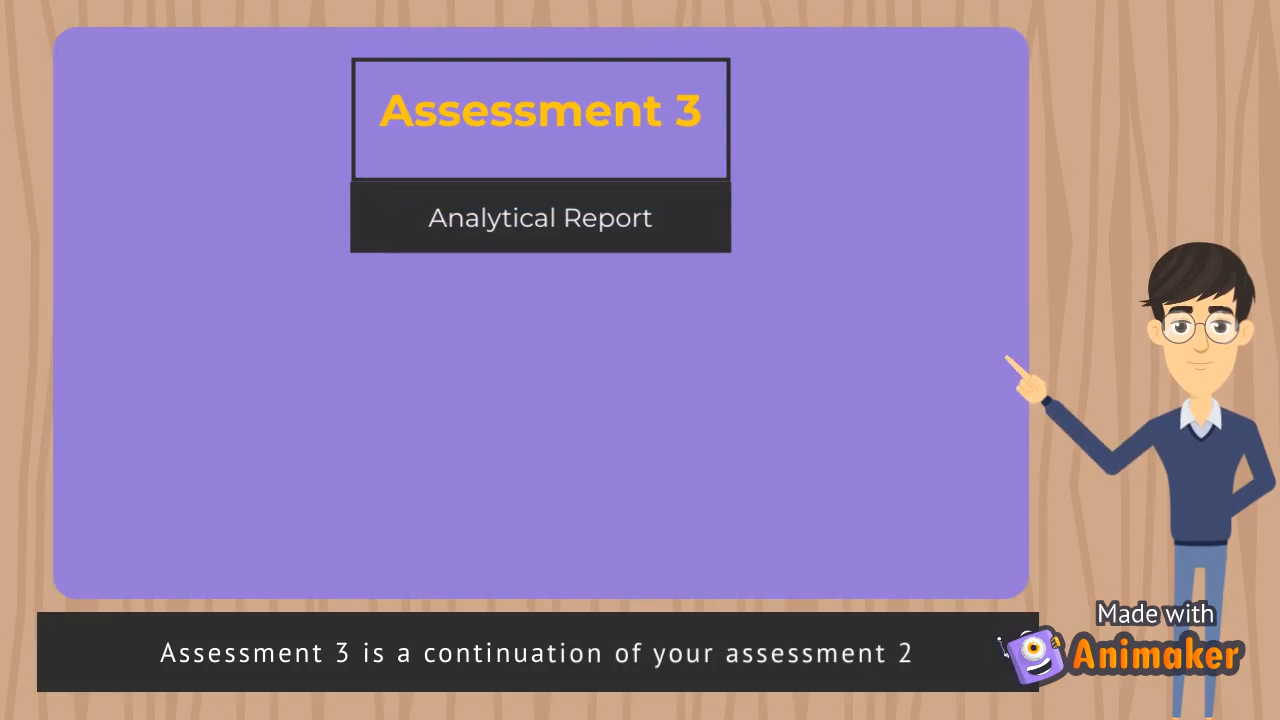 Assessment 3
Analytical Report
Assessment 3 is a continuation of your assessment 2
Made with
Animaker